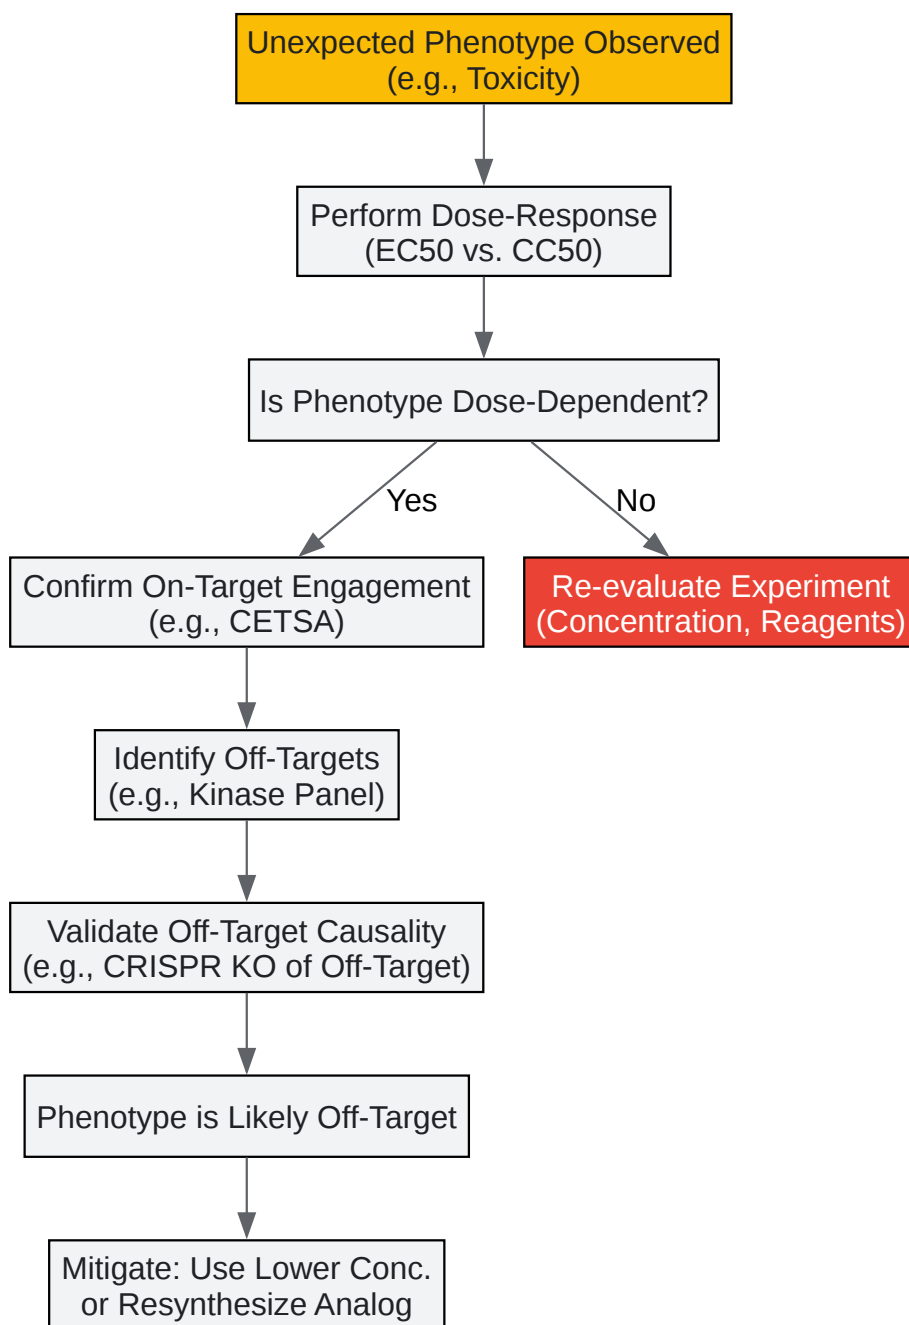 Unexpected Phenotype Observed
(e.g., Toxicity)
Perform Dose-Response
(EC50 vs. CC50)
Is Phenotype Dose-Dependent?
Yes
No
Confirm On-Target Engagement
(e.g., CETSA)
Re-evaluate Experiment
(Concentration, Reagents)
Identify Off-Targets
(e.g., Kinase Panel)
Validate Off-Target Causality
(e.g., CRISPR KO of Off-Target)
Phenotype is Likely Off-Target
Mitigate: Use Lower Conc.
or Resynthesize Analog